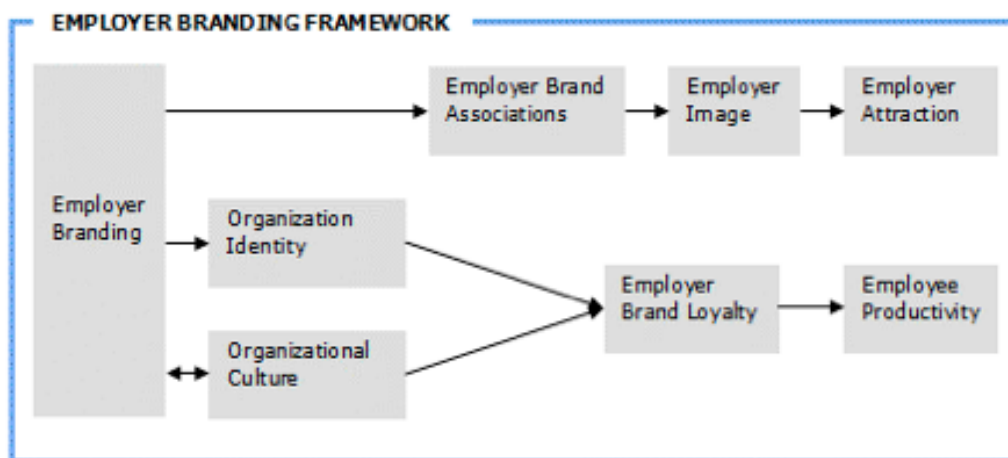 EMPLOYER BRANDING FRAMEWORK
Employer Brand
Associations
Employer
Image
Employer
Attraction
Employer
Branding
Organization
Identity
Employer
Brand Loyalty
Employee
Productivity
Organizational
Culture